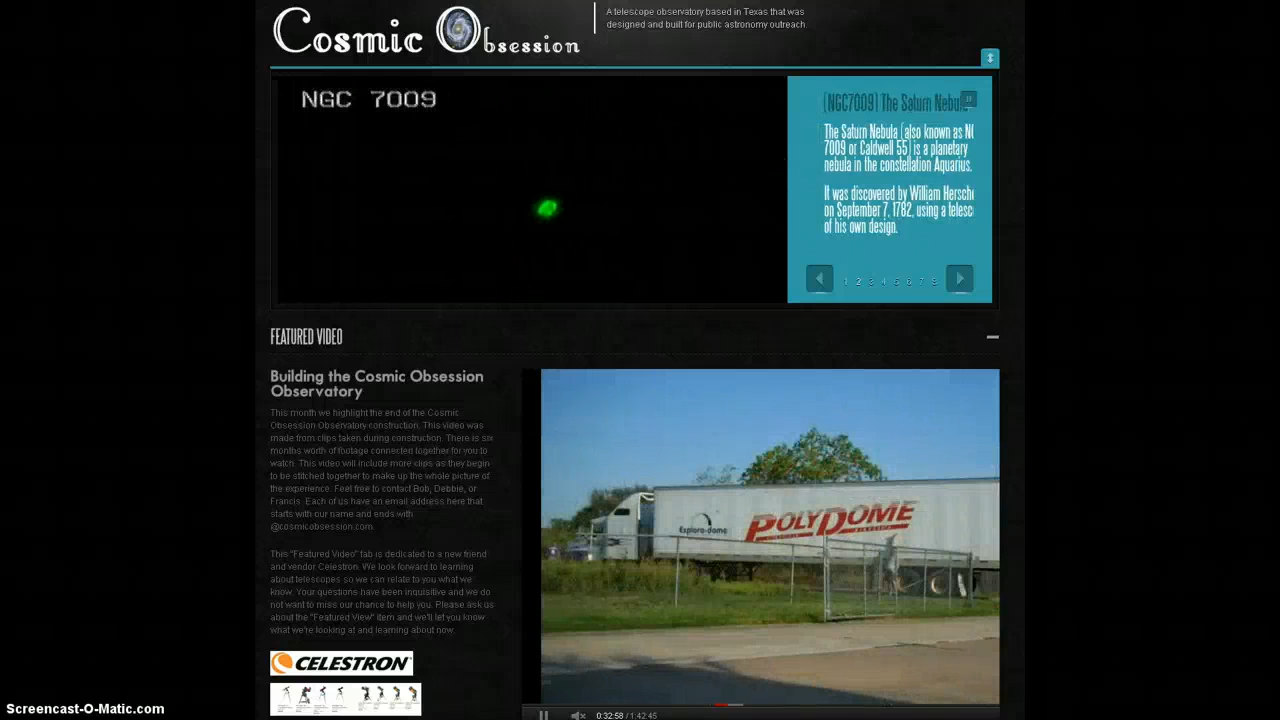 Cosmic Obsession
A telescope observatory based in Texas that was
designed and built for public astronomy outreach.
NGC 7009
(NGC7009) The Saturn Nebula
The Saturn Nebula (also known as N
7009 or Caldwell 55) is a planetary
nebula in the constellation Aquarius.
It was discovered by William Hersch
on September 7, 1782, using a telesc
of his own design.
1 2 3 4 5 6 7 8
FEATURED VIDEO
Building the Cosmic Obsession
Observatory
This month we highlight the end of the Cosmic
Obsession Observatory construction. This video was
made from clips taken during construction. There is six
months worth of footage connected together for you to
watch. This video will include more clips as they begin
to be stitched together to make up the whole picture of
the experience. Feel free to contact Bob, Debbie, or
Francis. Each of us have an email address here that
starts with our name and ends with
@cosmicobsession.com.
This "Featured Video" tab is dedicated to a new friend
and vendor Celestron. We look forward to learning
about telescopes so we can relate to you what we
know. Your questions have been inquisitive and we do
not want to miss our chance to help you. Please ask us
about the "Featured View" item and we'll let you know
what we're looking at and learning about now.
Explora-dome
POLYDOME
CELESTRON
0:32:58 / 1:42:45
Screencast-O-Matic.com